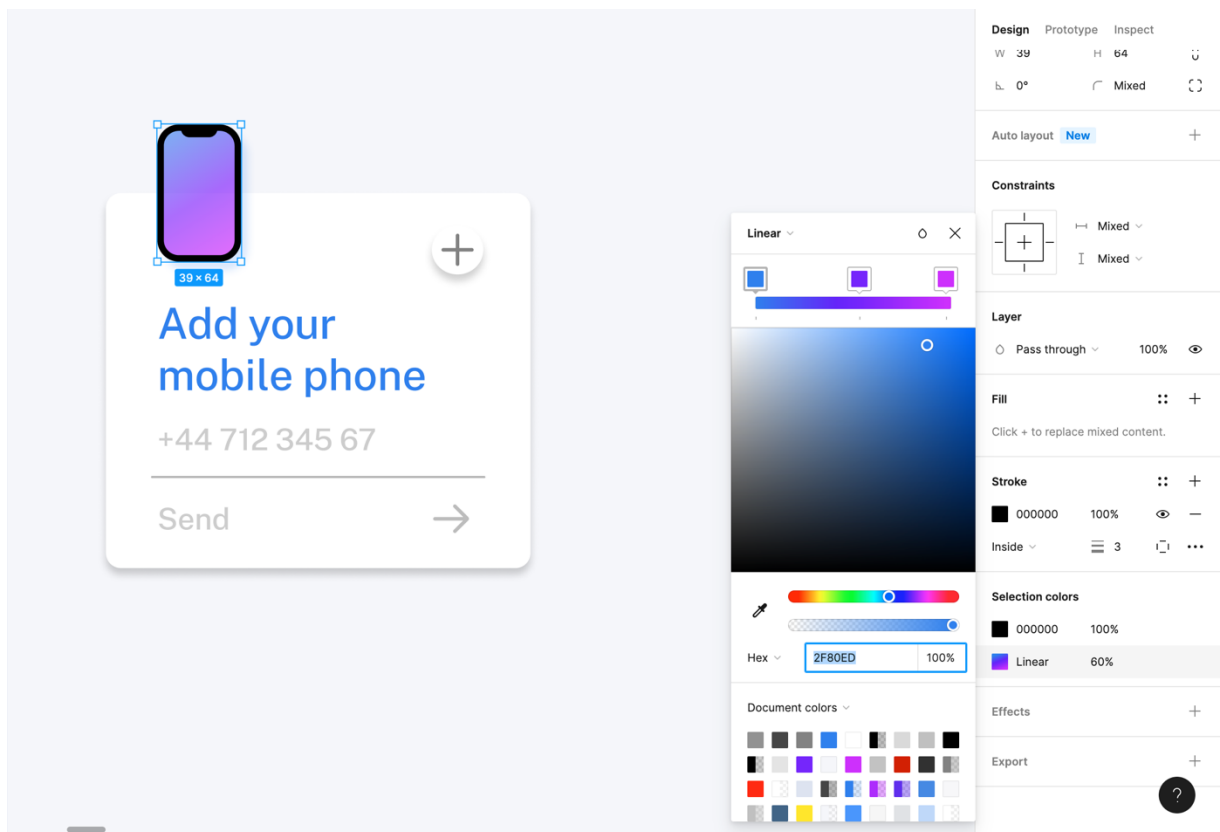 Design Prototype Inspect
W 39 H 64
0° Mixed
Auto layout New
Constraints
Mixed
Mixed
Layer
Pass through 100%
Fill
Click + to replace mixed content.
Stroke
000000 100%
Inside 3
Selection colors
000000 100%
Linear 60%
Effects
Export
?
39 × 64
Add your
mobile phone
+44 712 345 67
Send
Linear
Hex 2F80ED 100%
Document colors